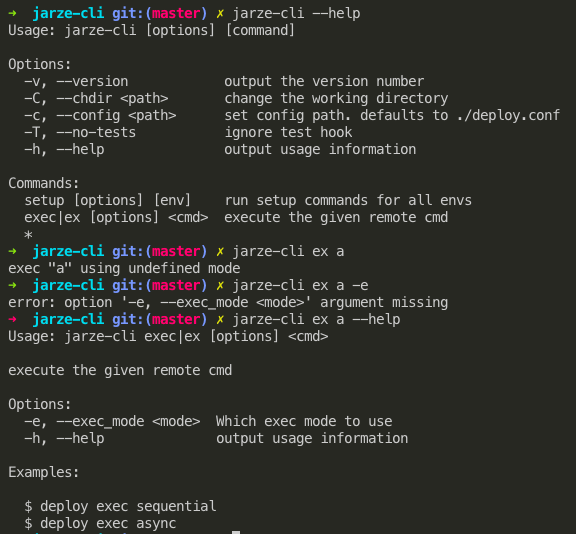 ➜  jarze-cli git:(master) ✗ jarze-cli --help
Usage: jarze-cli [options] [command]

Options:
  -v, --version            output the version number
  -C, --chdir <path>       change the working directory
  -c, --config <path>      set config path. defaults to ./deploy.conf
  -T, --no-tests           ignore test hook
  -h, --help               output usage information

Commands:
  setup [options] [env]    run setup commands for all envs
  exec|ex [options] <cmd>  execute the given remote cmd
  *
➜  jarze-cli git:(master) ✗ jarze-cli ex a
exec "a" using undefined mode
➜  jarze-cli git:(master) ✗ jarze-cli ex a -e
error: option '-e, --exec_mode <mode>' argument missing
➜  jarze-cli git:(master) ✗ jarze-cli ex a --help
Usage: jarze-cli exec|ex [options] <cmd>

execute the given remote cmd

Options:
  -e, --exec_mode <mode>  Which exec mode to use
  -h, --help              output usage information

Examples:

  $ deploy exec sequential
  $ deploy exec async